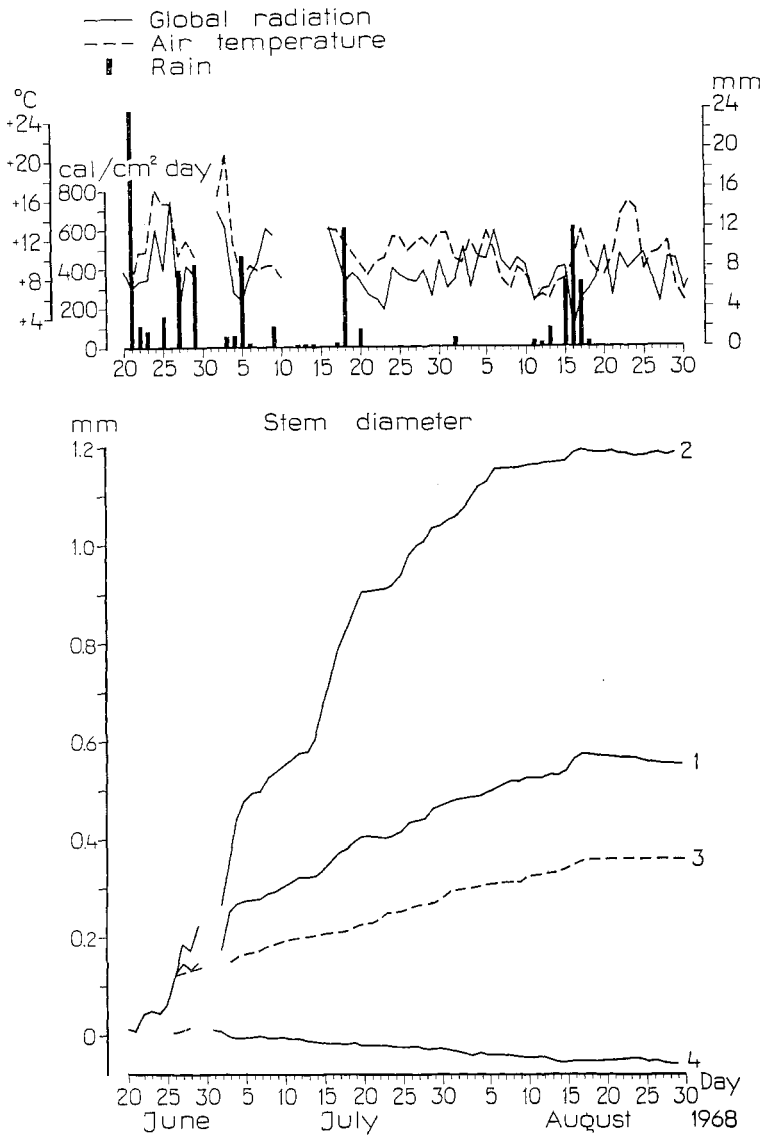 Global radiation
Air temperature
Rain
°C
mm
+24
+20
+16
+12
+8
+4
cal/cm² day
800
600
400
200
0
24
20
16
12
8
4
0
20 25 30 5 10 15 20 25 30 5 10 15 20 25 30
mm
Stem diameter
1.2
1.0
0.8
0.6
0.4
0.2
0
2
1
3
4
20 25 30 5 10 15 20 25 30 5 10 15 20 25 30 Day
June July August 1968